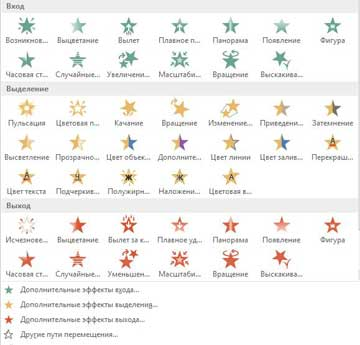 Вход
Возникнов... Выцветание Вылет Плавное п... Панорама Появление Фигура
Часовая ст... Случайные... Увеличени... Масштаби... Вращение Выскакива...
Выделение
Пульсация Цветовая п... Качание Вращение Изменение... Приведени... Затемнение
Высветление Прозрачно... Цвет объек... Дополните... Цвет линии Цвет залив... Перекраш...
Цвет текста Подчеркив... Полужирн... Наложени... Цветовая в...
Выход
Исчезнове... Выцветание Вылет за к... Плавное уд... Панорама Появление Фигура
Часовая ст... Случайные... Уменьшен... Масштаби... Вращение Выскакива...
Дополнительные эффекты входа...
Дополнительные эффекты выделения...
Дополнительные эффекты выхода...
Другие пути перемещения...